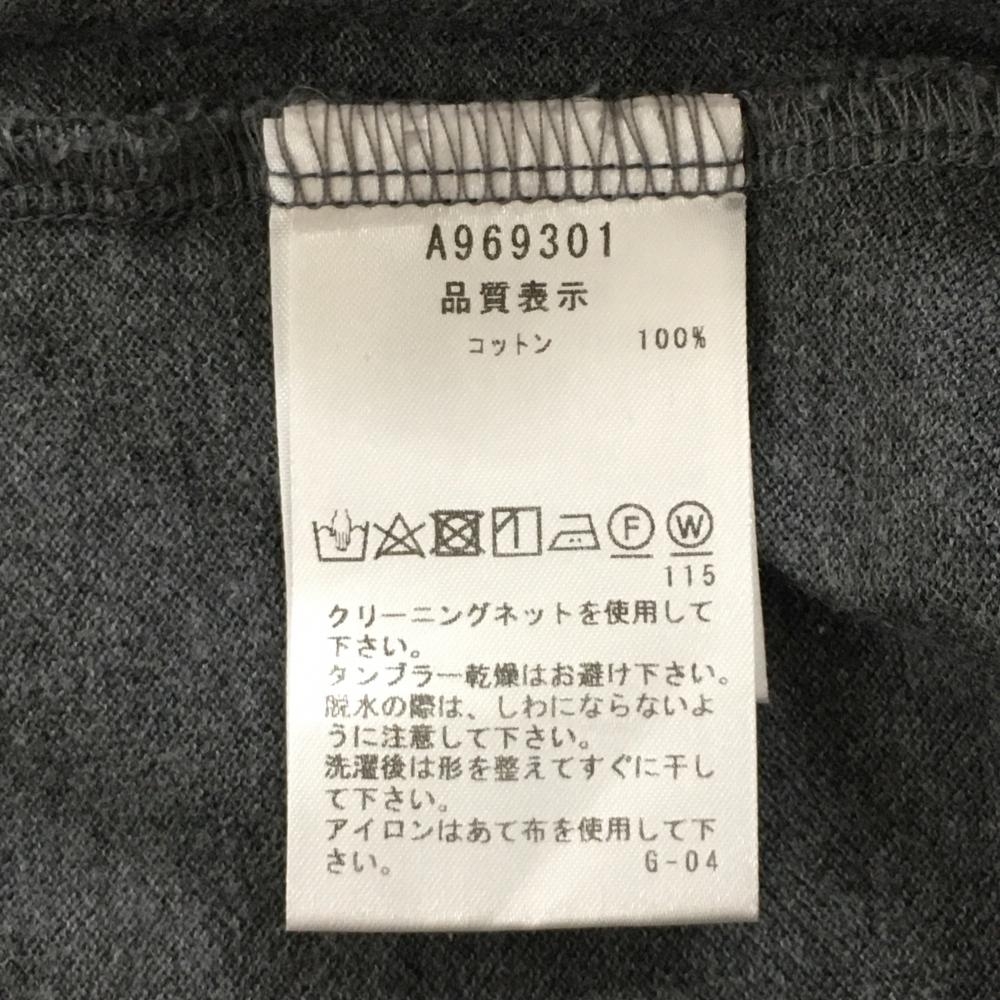 A969301
品質表示
コットン 100%
F W
115
クリーニングネットを使用して
下さい。
タンブラー乾燥はお避け下さい。
脱水の際は、しわにならないよ
うに注意して下さい。
洗濯後は形を整えてすぐに干し
て下さい。
アイロンはあて布を使用して下
さい。 G-04